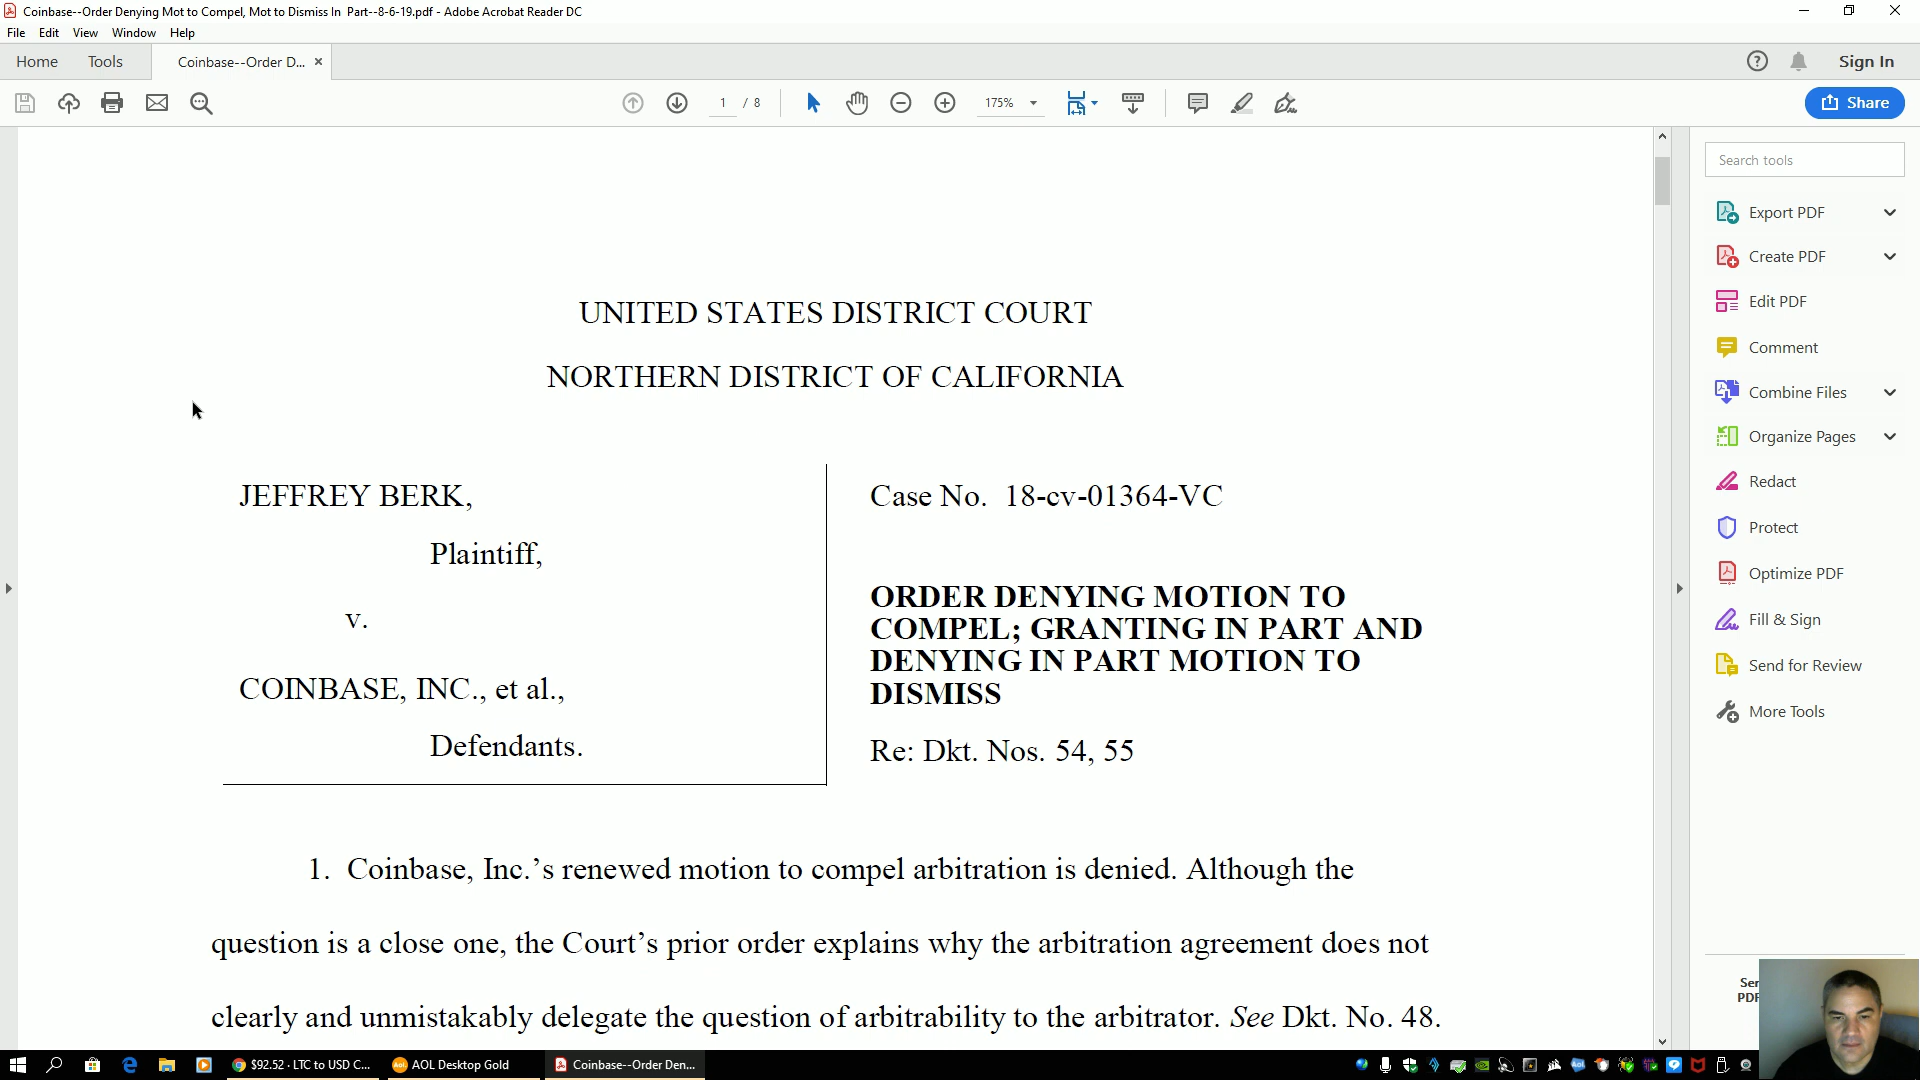 Coinbase--Order Denying Mot to Compel, Mot to Dismiss In  Part--8-6-19.pdf - Adobe Acrobat Reader DC
File Edit View Window Help
Home Tools Coinbase--Order D... × Sign In
1 / 8 175% Share
Search tools
Export PDF
Create PDF
Edit PDF
Comment
Combine Files
Organize Pages
Redact
Protect
Optimize PDF
Fill & Sign
Send for Review
More Tools
UNITED STATES DISTRICT COURT
NORTHERN DISTRICT OF CALIFORNIA
JEFFREY BERK,
Plaintiff,
v.
COINBASE, INC., et al.,
Defendants.
Case No.  18-cv-01364-VC
ORDER DENYING MOTION TO
COMPEL; GRANTING IN PART AND
DENYING IN PART MOTION TO
DISMISS
Re: Dkt. Nos. 54, 55
1.  Coinbase, Inc.’s renewed motion to compel arbitration is denied. Although the
question is a close one, the Court’s prior order explains why the arbitration agreement does not
clearly and unmistakably delegate the question of arbitrability to the arbitrator. See Dkt. No. 48.
$92.52 · LTC to USD C... AOL Desktop Gold Coinbase--Order Den...